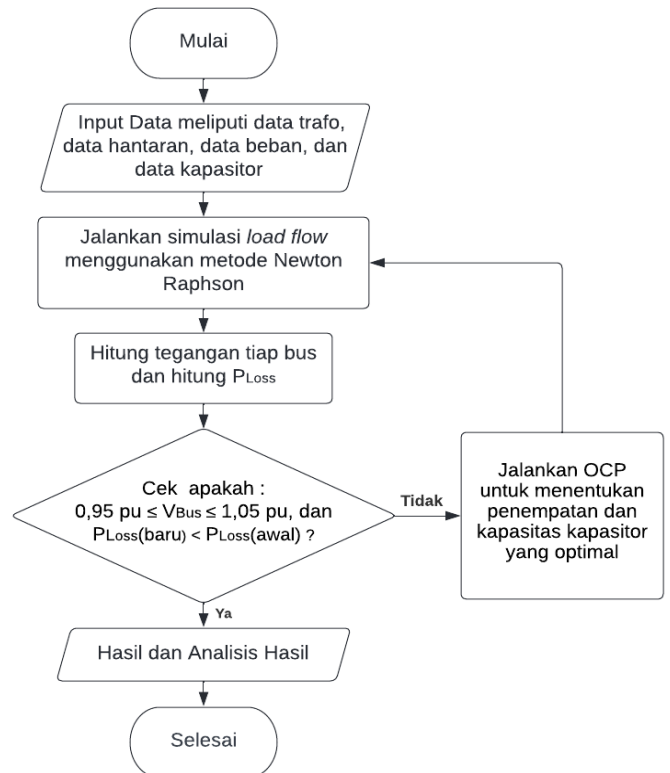 Mulai
Input Data meliputi data trafo,
data hantaran, data beban, dan
data kapasitor
Jalankan simulasi load flow
menggunakan metode Newton
Raphson
Hitung tegangan tiap bus
dan hitung PLoss
Cek apakah :
0,95 pu ≤ VBus ≤ 1,05 pu, dan
PLoss(baru) < PLoss(awal) ?
Tidak
Jalankan OCP
untuk menentukan
penempatan dan
kapasitas kapasitor
yang optimal
Ya
Hasil dan Analisis Hasil
Selesai